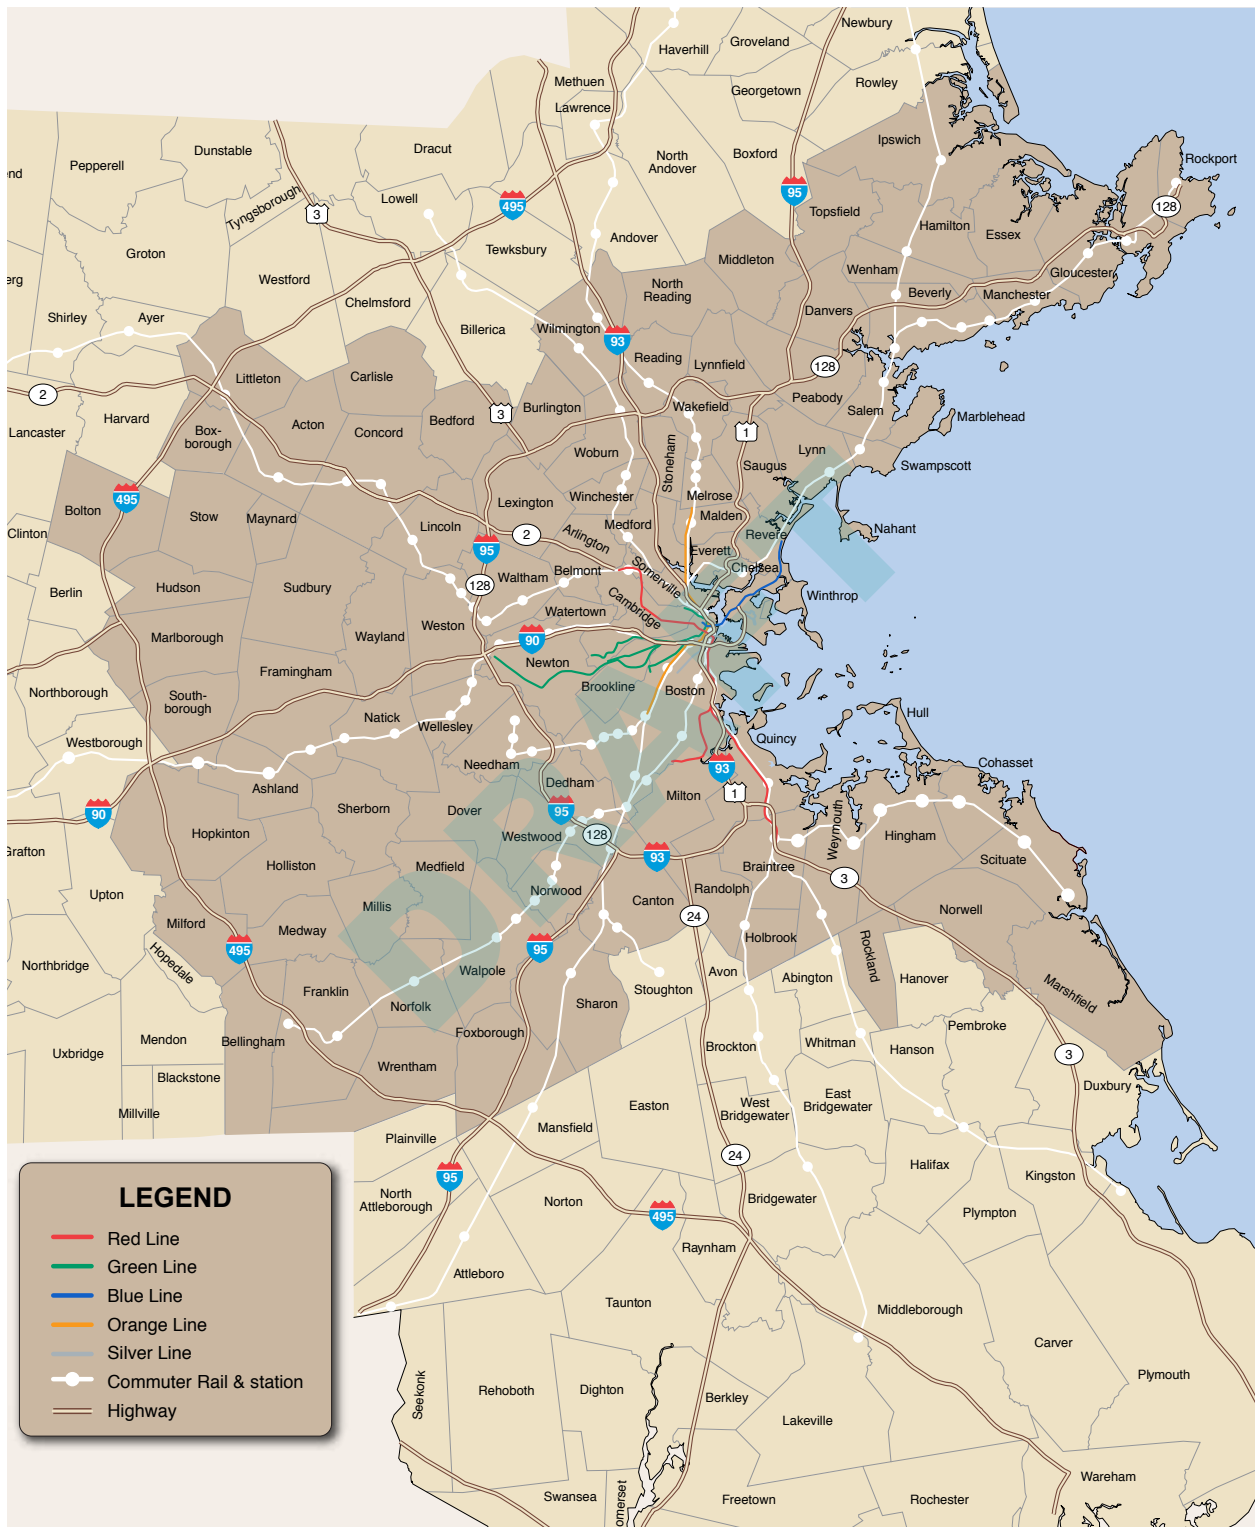 Newbury
Groveland
Haverhill
Methuen
Rowley
Georgetown
Lawrence
Ipswich
Dunstable
Dracut
Boxford
North
Andover
Pepperell
end
Rockport
Lowell
Tyngsborough
3
495
95
128
Topsfield
Hamilton
Essex
Andover
Tewksbury
Groton
Middleton
Westford
Wenham
Gloucester
erg
North
Reading
Beverly
Manchester
Chelmsford
Danvers
Shirley
Ayer
Billerica
Wilmington
93
Reading
Lynnfield
128
Littleton
Carlisle
2
Peabody
Harvard
Burlington
Wakefield
Salem
Marblehead
3
Bedford
Acton
Concord
Box-
borough
Lancaster
1
Lynn
Woburn
Stoneham
Saugus
Swampscott
495
Bolton
Lexington
Winchester
Melrose
Stow
Maynard
Malden
Lincoln
2
Medford
Nahant
Clinton
Arlington
Revere
95
Everett
Chelsea
Belmont
Somerville
Waltham
128
Berlin
Hudson
Sudbury
Winthrop
Watertown
Cambridge
Weston
Marlborough
Wayland
90
Newton
Framingham
Brookline
Boston
Northborough
South-
borough
Natick
Wellesley
Hull
Westborough
Quincy
Needham
Cohasset
93
Dedham
Ashland
Milton
1
Sherborn
Dover
95
90
Westwood
128
Hopkinton
Weymouth
Hingham
Grafton
Holliston
Medfield
93
Scituate
Braintree
3
Upton
Norwood
Randolph
Millis
Canton
24
Norwell
Milford
Medway
Holbrook
495
95
Rockland
Northbridge
Hopedale
Walpole
Avon
Abington
Hanover
Stoughton
Franklin
Marshfield
Norfolk
Sharon
Pembroke
Foxborough
Mendon
Bellingham
Whitman
Brockton
Hanson
Uxbridge
3
Wrentham
Blackstone
Duxbury
East
Bridgewater
West
Bridgewater
Easton
Millville
Mansfield
Plainville
24
Halifax
95
Kingston
North
Attleborough
Norton
Bridgewater
Plympton
495
Raynham
Attleboro
Taunton
Middleborough
Carver
Plymouth
Seekonk
Rehoboth
Dighton
Berkley
Lakeville
Wareham
Swansea
omerset
Freetown
Rochester
LEGEND
Red Line
Green Line
Blue Line
Orange Line
Silver Line
Commuter Rail & station
Highway
DRAFT